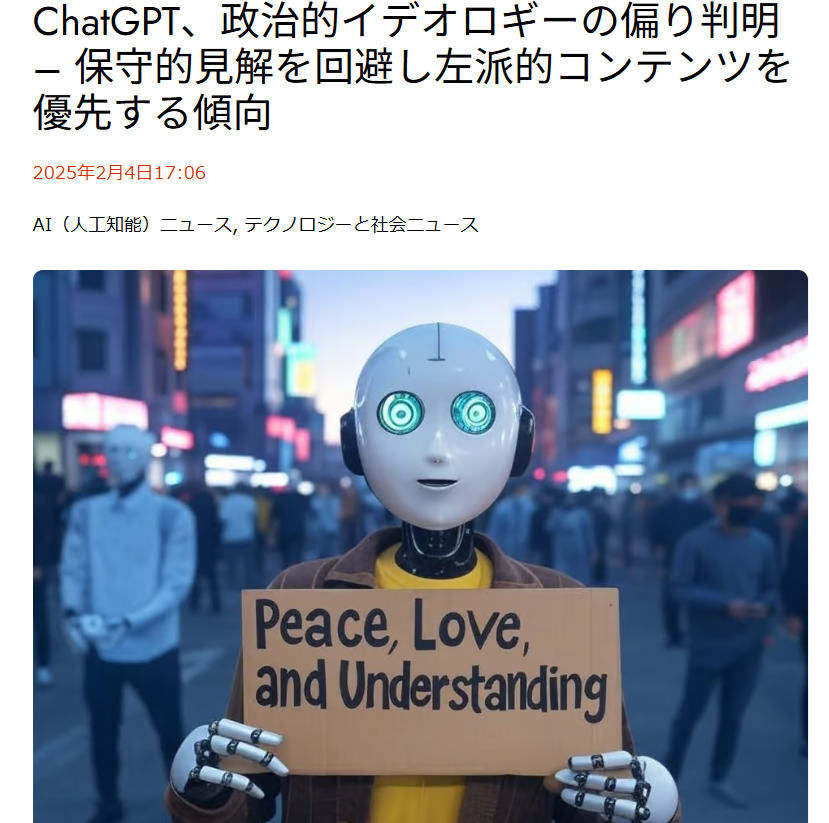 ChatGPT、政治的イデオロギーの偏り判明
– 保守的見解を回避し左派的コンテンツを
優先する傾向
2025年2月4日17:06
AI（人工知能）ニュース, テクノロジーと社会ニュース
Peace, Love,
and Understanding